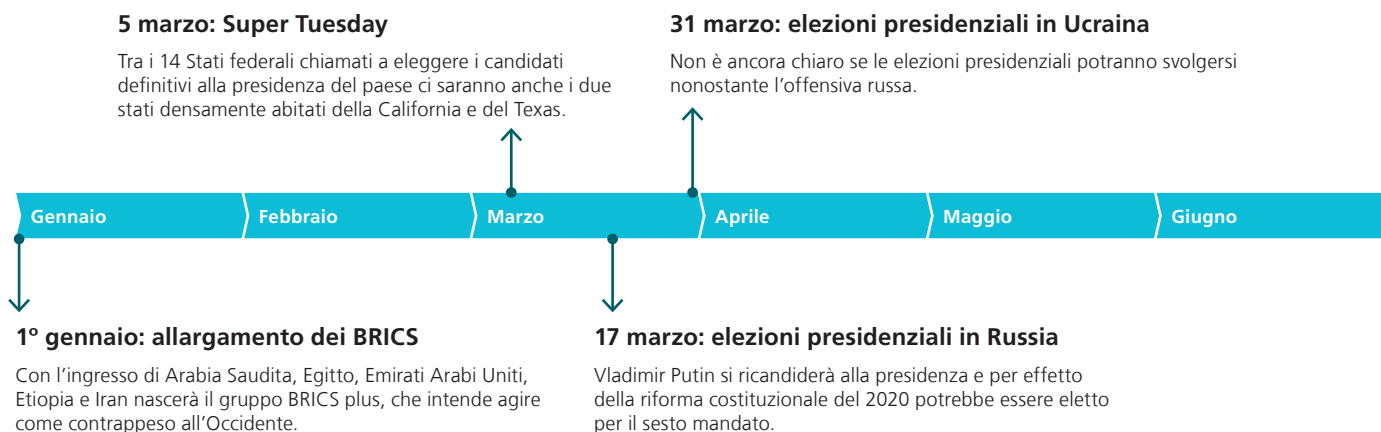 5 marzo: Super Tuesday
Tra i 14 Stati federali chiamati a eleggere i candidati
definitivi alla presidenza del paese ci saranno anche i due
stati densamente abitati della California e del Texas.
31 marzo: elezioni presidenziali in Ucraina
Non è ancora chiaro se le elezioni presidenziali potranno svolgersi
nonostante l’offensiva russa.
Gennaio
Febbraio
Marzo
Aprile
Maggio
Giugno
1º gennaio: allargamento dei BRICS
Con l’ingresso di Arabia Saudita, Egitto, Emirati Arabi Uniti,
Etiopia e Iran nascerà il gruppo BRICS plus, che intende agire
come contrappeso all’Occidente.
17 marzo: elezioni presidenziali in Russia
Vladimir Putin si ricandiderà alla presidenza e per effetto
della riforma costituzionale del 2020 potrebbe essere eletto
per il sesto mandato.